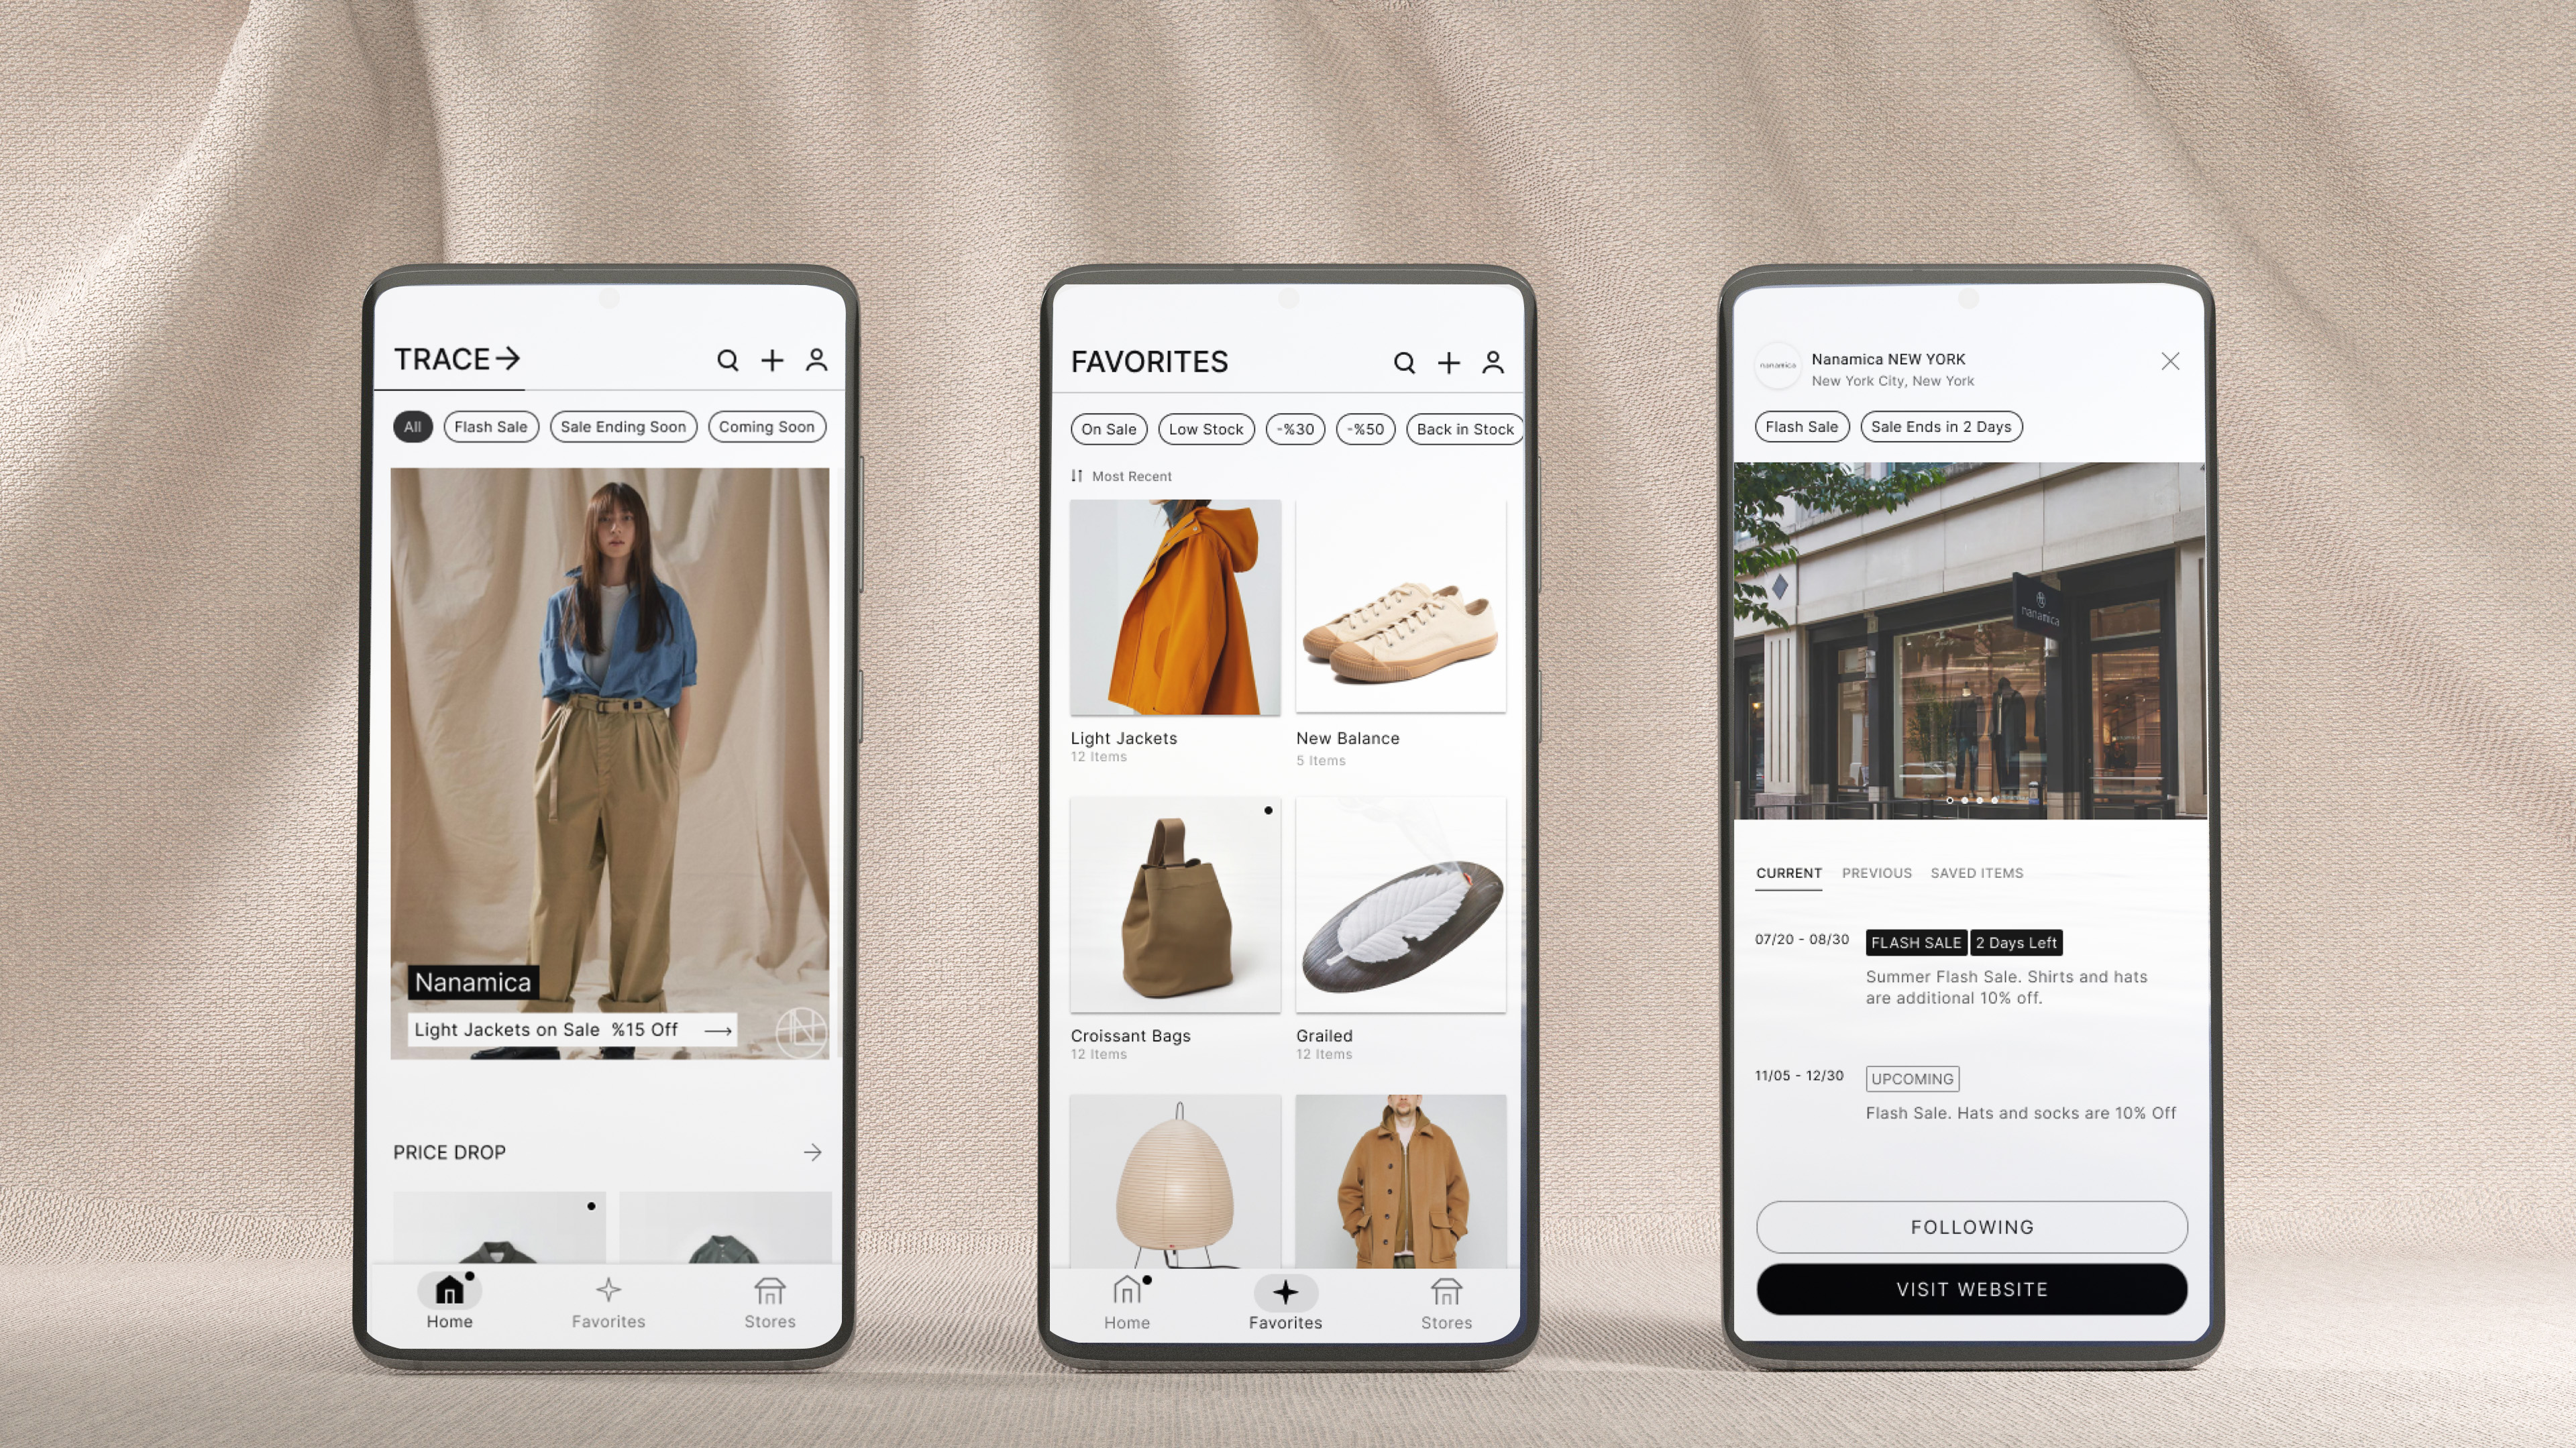 TRACE→
All
Flash Sale
Sale Ending Soon
Coming Soon
Nanamica
Light Jackets on Sale %15 Off →
PRICE DROP →
Home
Favorites
Stores
FAVORITES
On Sale
Low Stock
-%30
-%50
Back in Stock
Most Recent
Light Jackets
12 Items
New Balance
5 Items
Croissant Bags
12 Items
Grailed
12 Items
Home
Favorites
Stores
nanamica
Nanamica NEW YORK
New York City, New York
Flash Sale
Sale Ends in 2 Days
nanamica
CURRENT
PREVIOUS
SAVED ITEMS
07/20 - 08/30
FLASH SALE
2 Days Left
Summer Flash Sale. Shirts and hats
are additional 10% off.
11/05 - 12/30
UPCOMING
Flash Sale. Hats and socks are 10% Off
FOLLOWING
VISIT WEBSITE